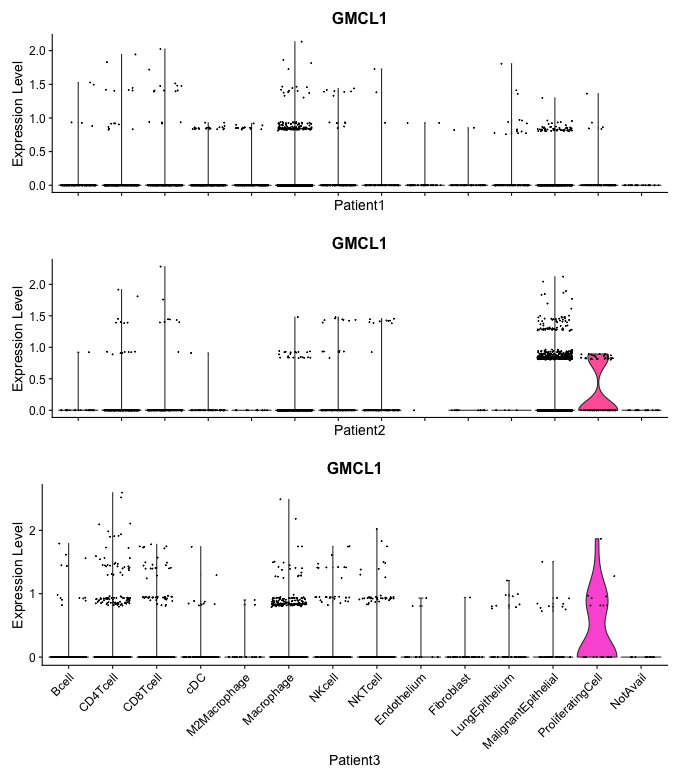 GMCL1
Expression Level
2.0
1.5
1.0
0.5
0.0
Patient1
GMCL1
Expression Level
2.0
1.5
1.0
0.5
0.0
Patient2
GMCL1
Expression Level
2
1
0
Bcell
CD4Tcell
CD8Tcell
cDC
M2Macrophage
Macrophage
NKcell
NKTcell
Endothelium
Fibroblast
LungEpithelium
MalignantEpithelial
ProliferatingCell
NotAvail
Patient3